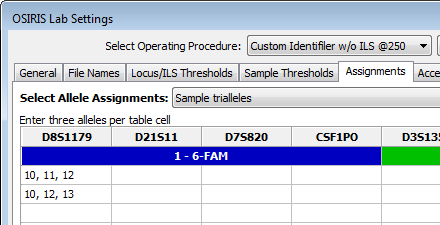 OSIRIS Lab Settings
Select Operating Procedure: Custom Identifiler w/o ILS @250
General File Names Locus/ILS Thresholds Sample Thresholds Assignments Acce
Select Allele Assignments: Sample trialleles
Enter three alleles per table cell
D8S1179 D21S11 D7S820 CSF1PO D3S135
1 - 6-FAM
10, 11, 12
10, 12, 13